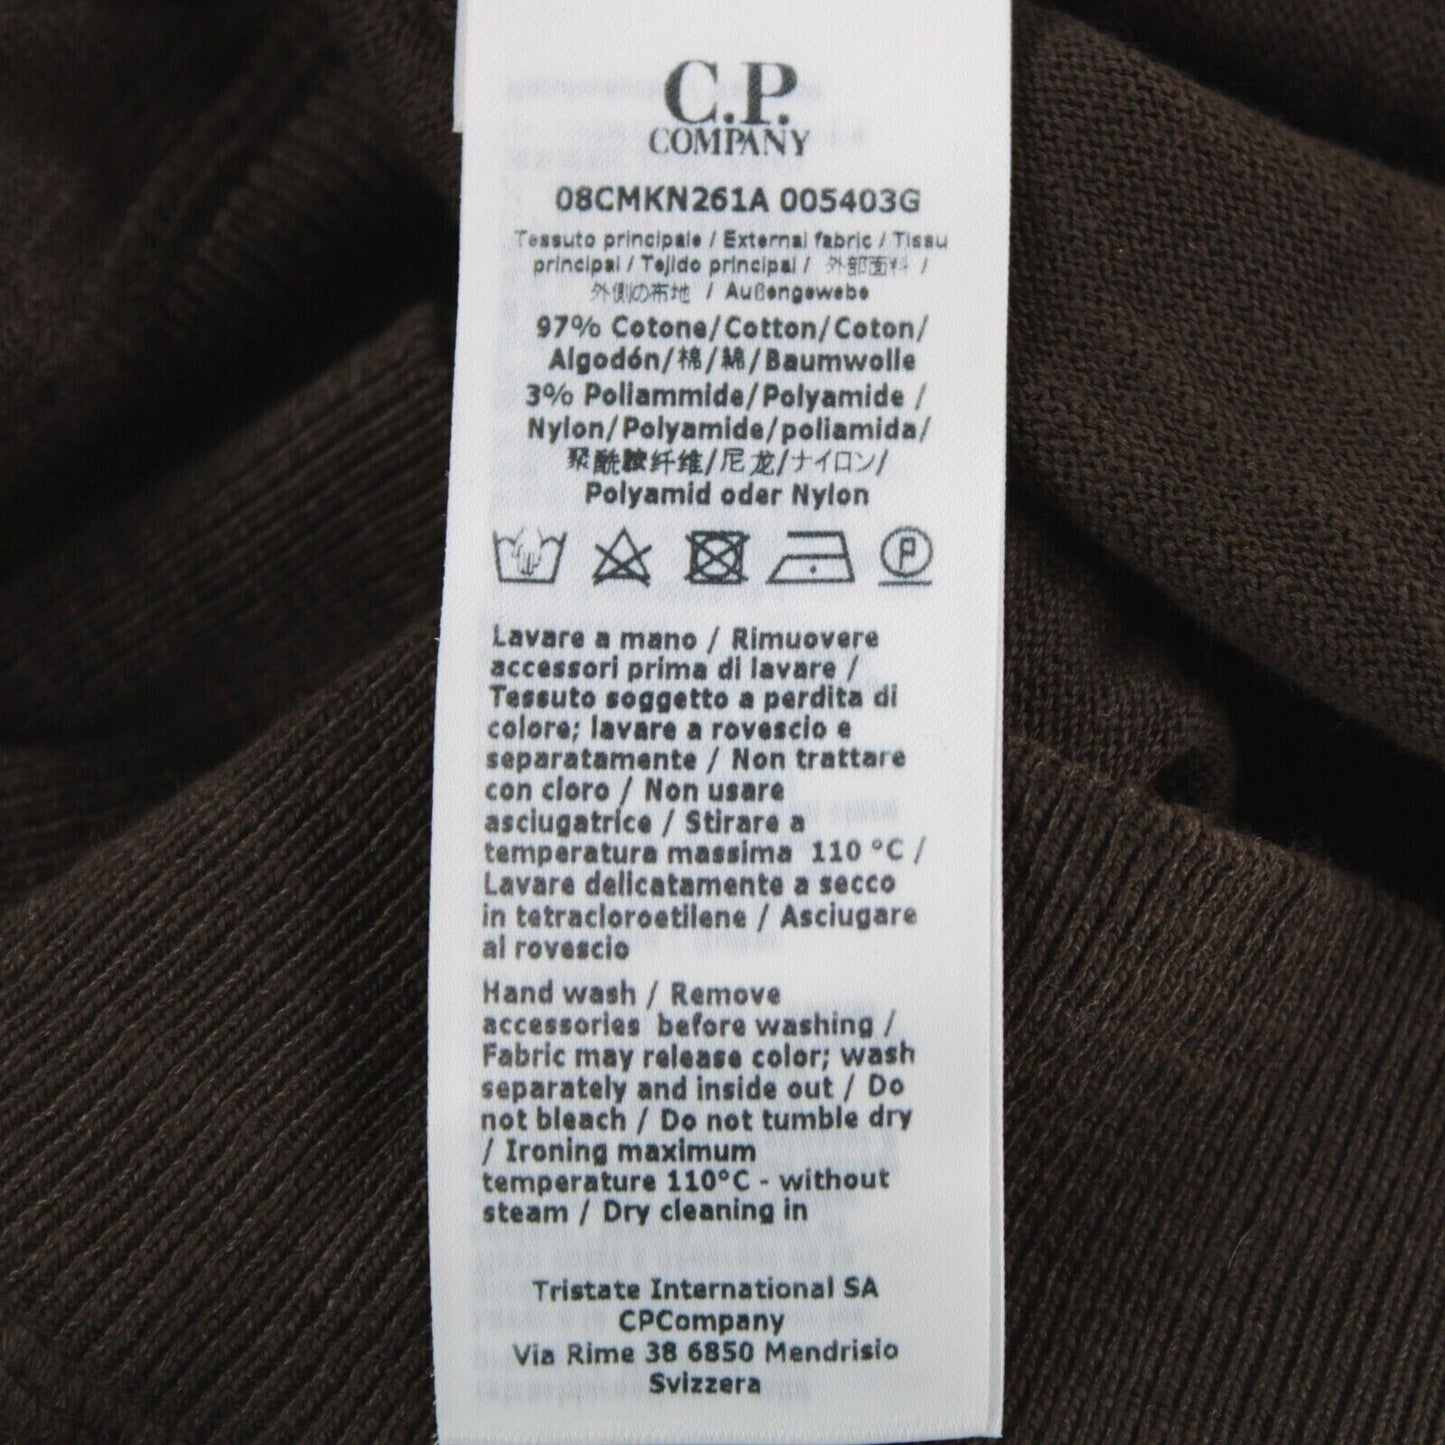 C.P.
COMPANY
08CMKN261A 005403G
Tessuto principale / External fabric / Tissu
principal / Tejido principal / 外部面料 /
外側の布地 / Außengewebe
97% Cotone/Cotton/Coton/
Algodón/棉/綿/Baumwolle
3% Poliammide/Polyamide /
Nylon/Polyamide/poliamida/
聚酰胺纤维/尼龙/ナイロン/
Polyamid oder Nylon
P
Lavare a mano / Rimuovere
accessori prima di lavare /
Tessuto soggetto a perdita di
colore; lavare a rovescio e
separatamente / Non trattare
con cloro / Non usare
asciugatrice / Stirare a
temperatura massima 110 °C /
Lavare delicatamente a secco
in tetracloroetilene / Asciugare
al rovescio
Hand wash / Remove
accessories before washing /
Fabric may release color; wash
separately and inside out / Do
not bleach / Do not tumble dry
/ Ironing maximum
temperature 110°C - without
steam / Dry cleaning in
Tristate International SA
CPCompany
Via Rime 38 6850 Mendrisio
Svizzera